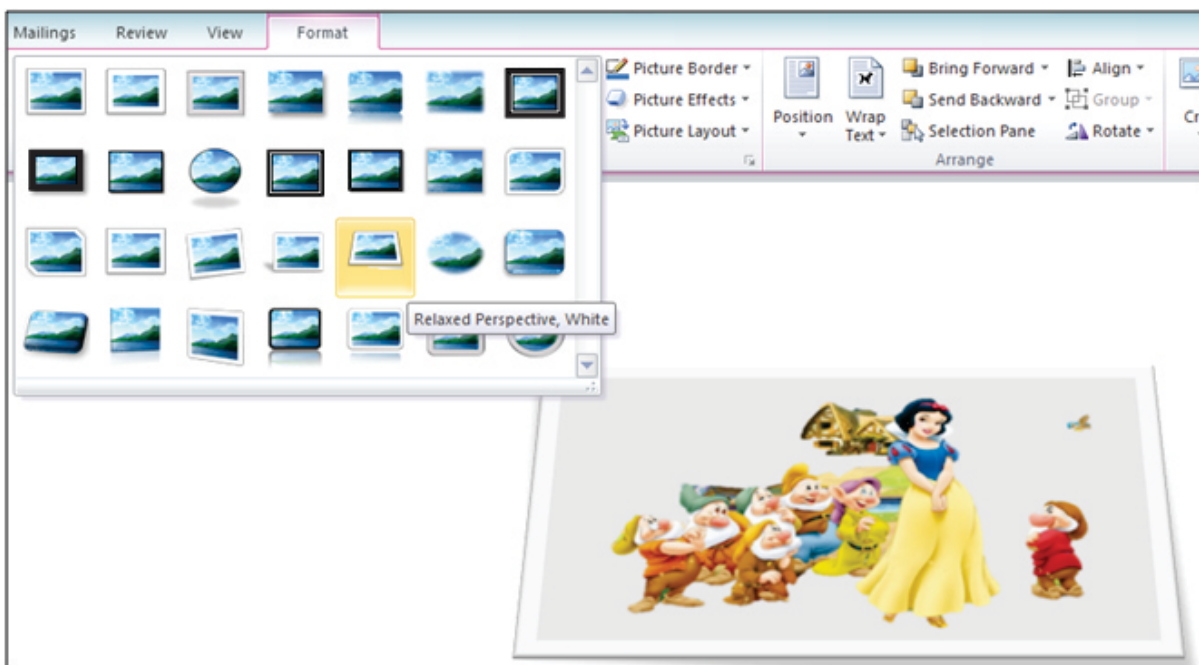 Mailings Review View Format
Picture Border
Picture Effects
Picture Layout
Position
Wrap
Text
Bring Forward
Send Backward
Selection Pane
Align
Group
Rotate
Arrange
Relaxed Perspective, White